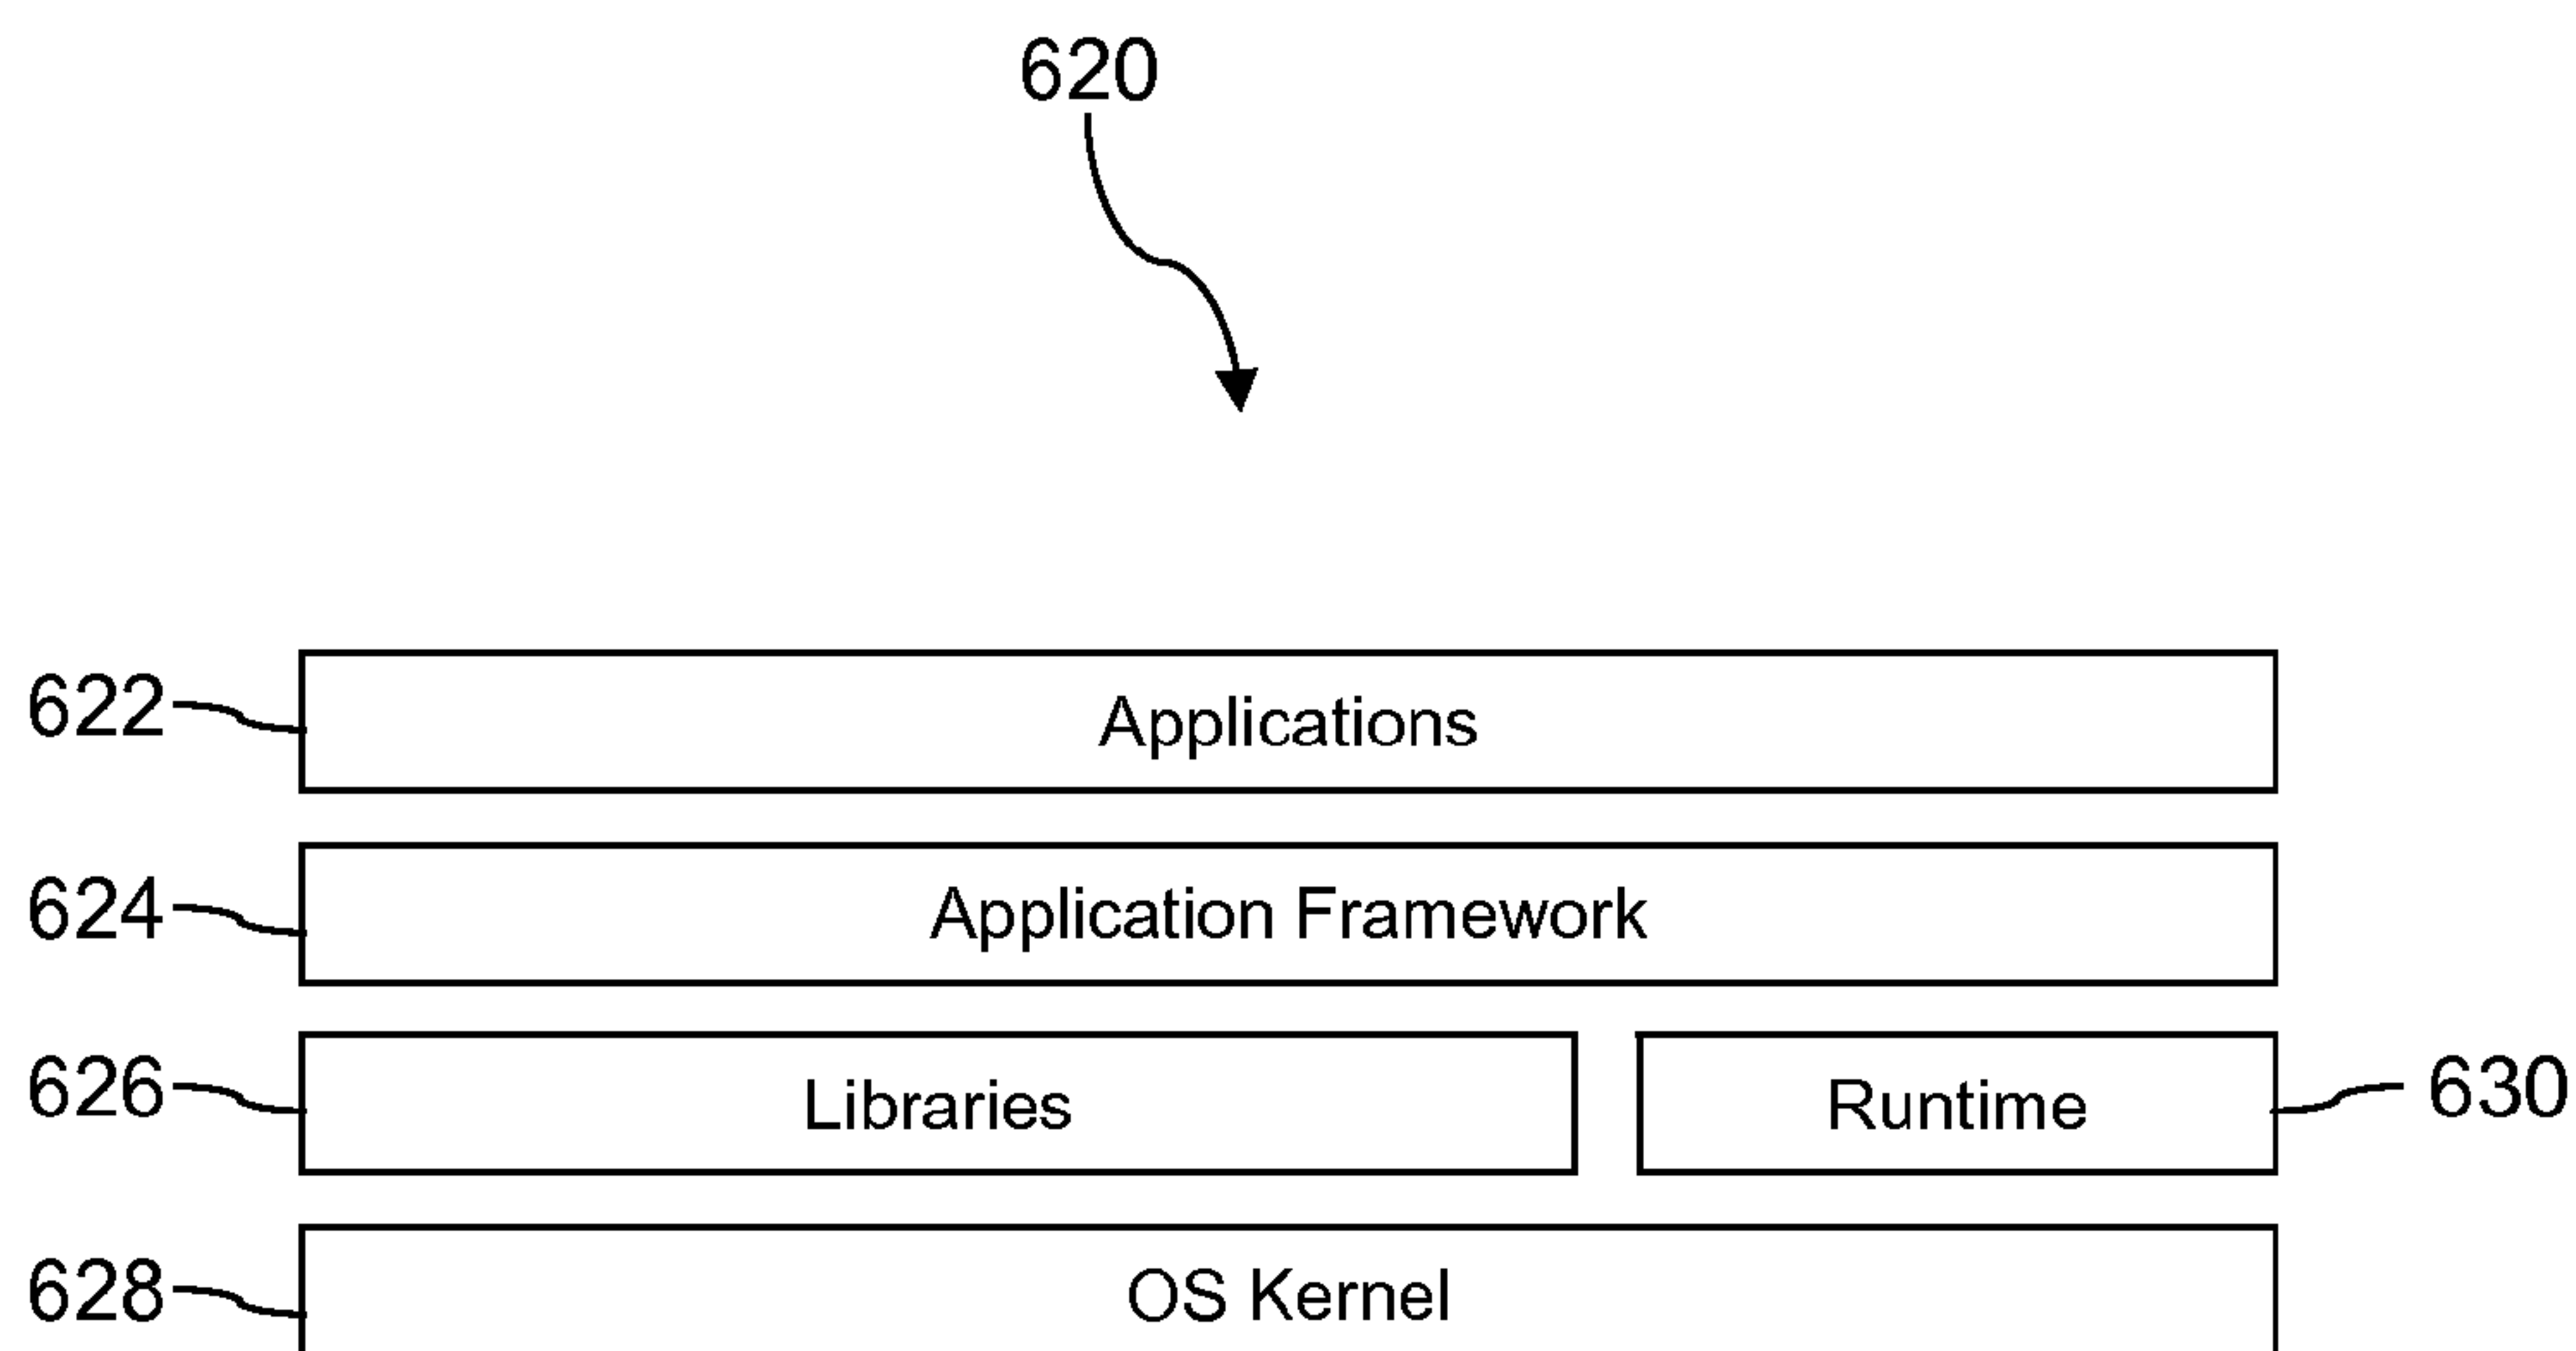 620
622 Applications
624 Application Framework
626 Libraries Runtime 630
628 OS Kernel